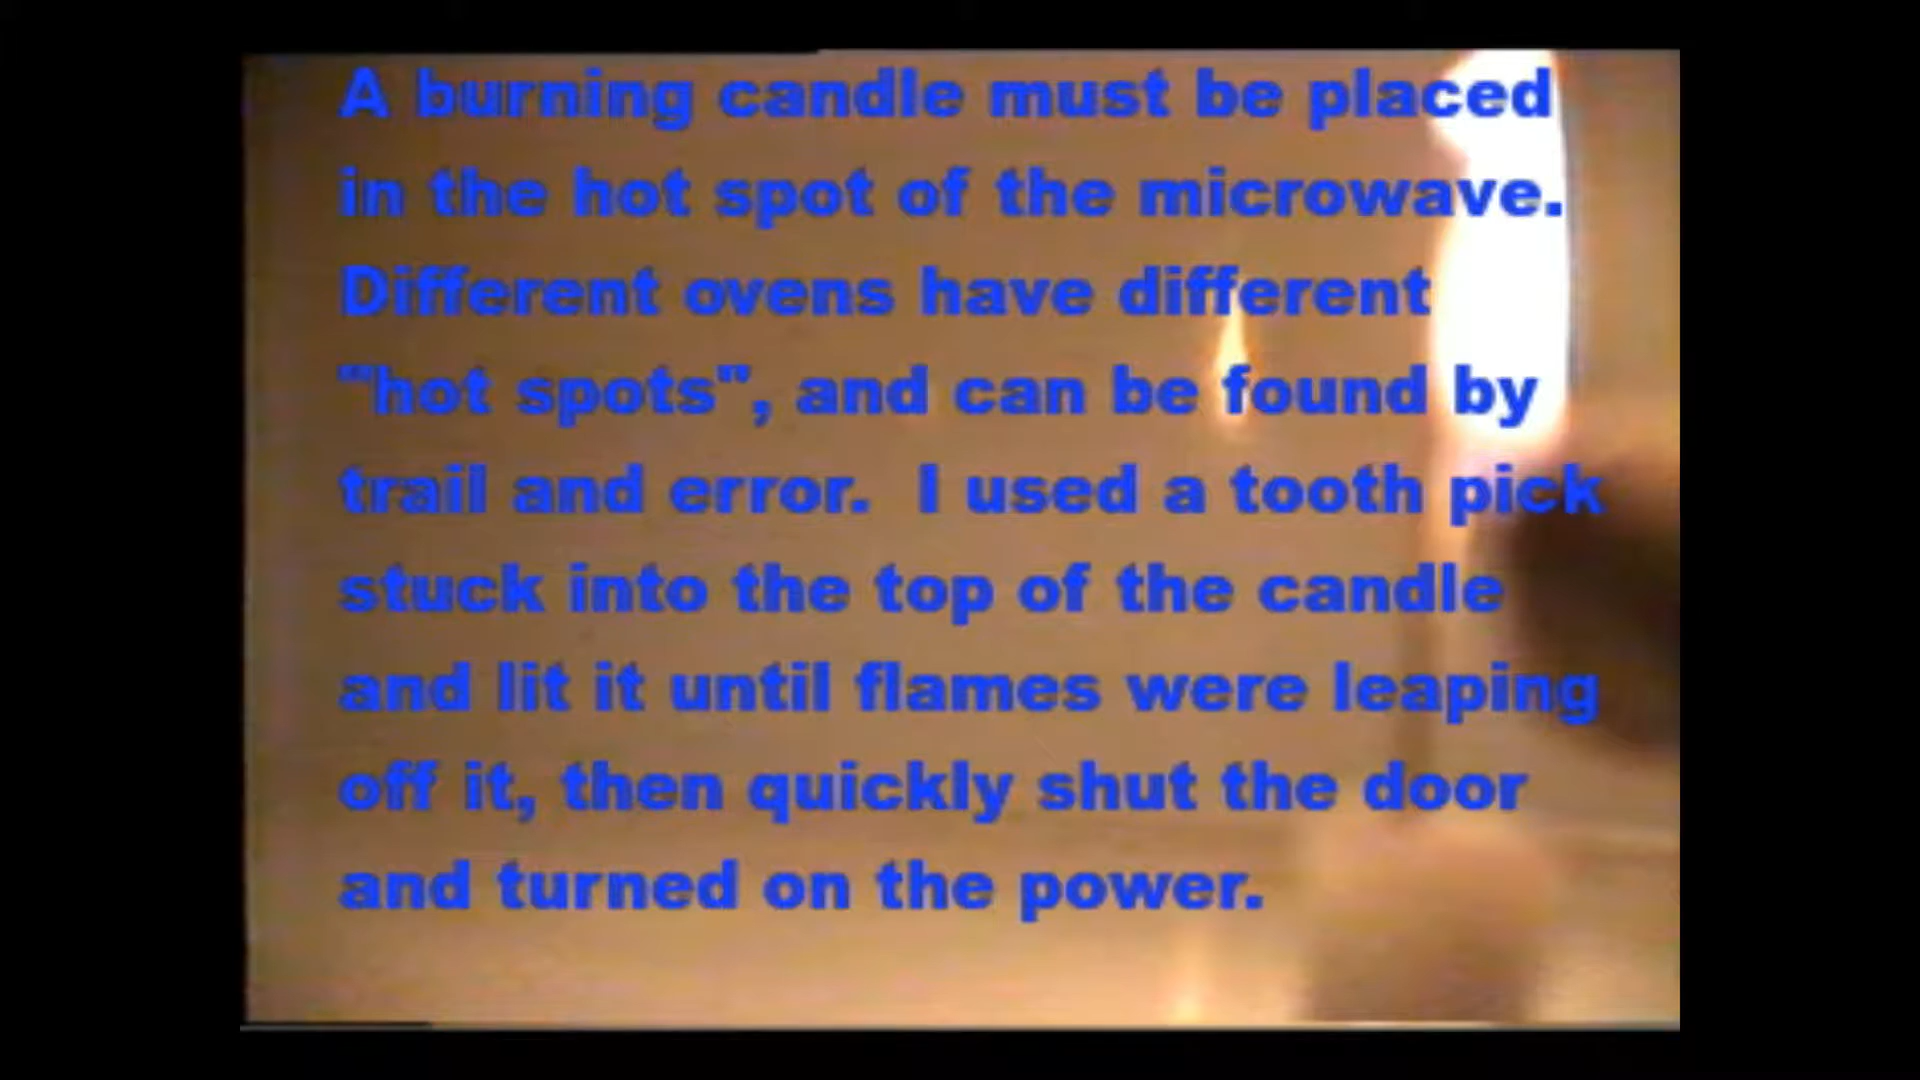 A burning candle must be placed
in the hot spot of the microwave.
Different ovens have different
"hot spots", and can be found by
trail and error.  I used a tooth pick
stuck into the top of the candle
and lit it until flames were leaping
off it, then quickly shut the door
and turned on the power.